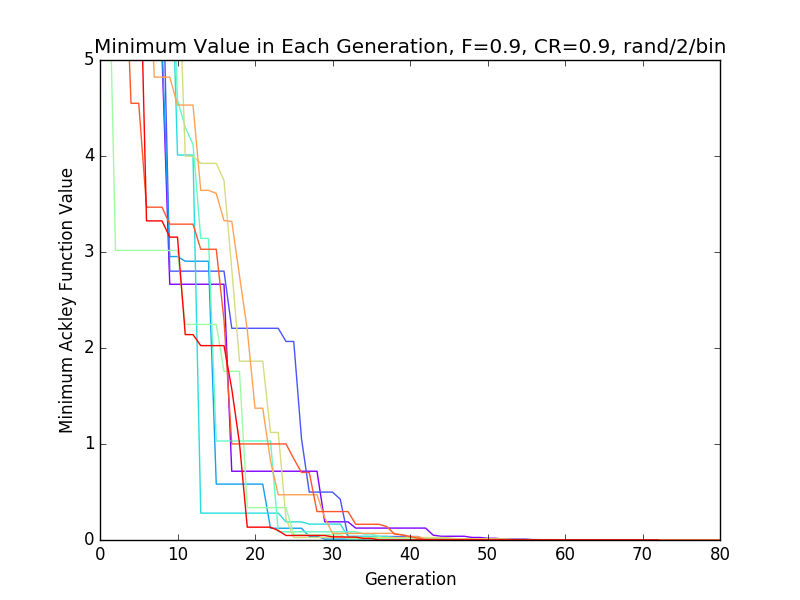 Minimum Value in Each Generation, F=0.9, CR=0.9, rand/2/bin
5
4
3
2
1
0
Minimum Ackley Function Value
0 10 20 30 40 50 60 70 80
Generation